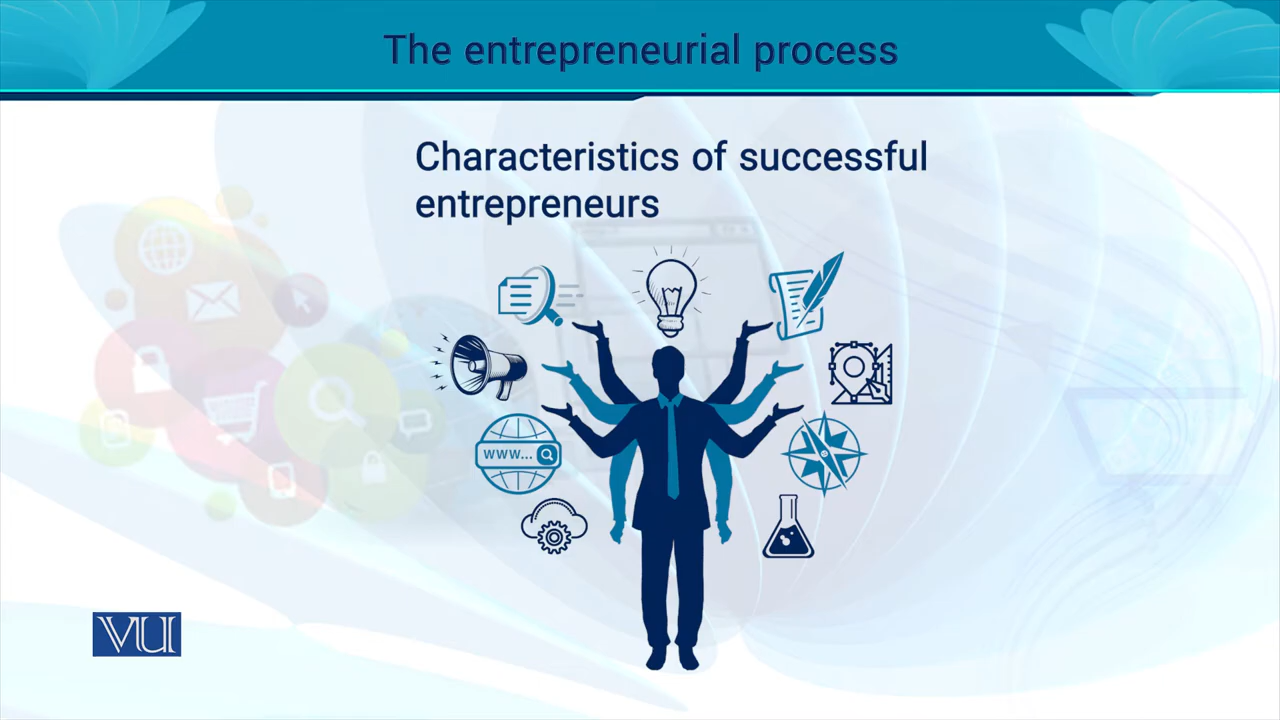 The entrepreneurial process
Characteristics of successful
entrepreneurs
www...
VU